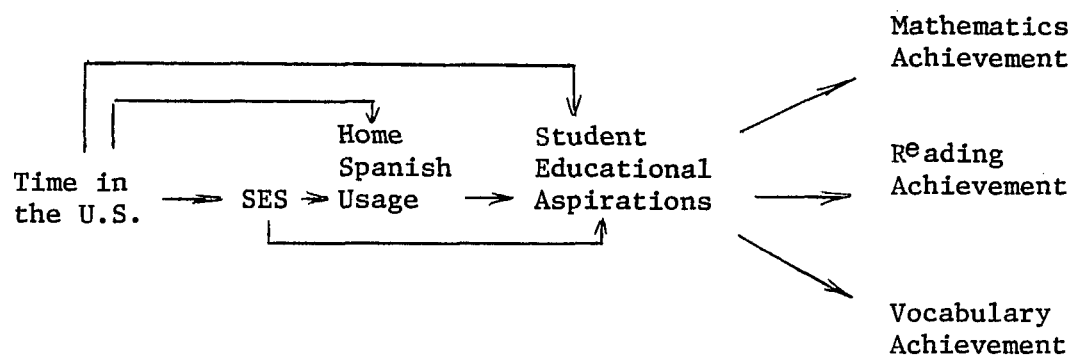 Mathematics
Achievement
Home
Spanish
Usage
Student
Educational
Aspirations
Reading
Achievement
Time in
the U.S.
SES
Vocabulary
Achievement